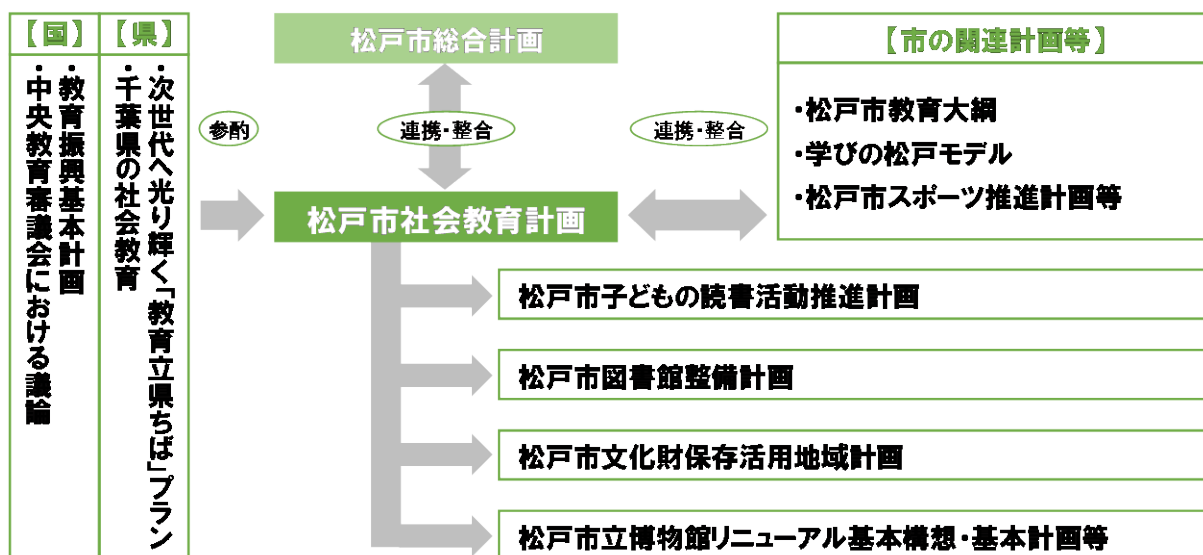 【国】
・教育振興基本計画
・中央教育審議会における議論
【県】
・次世代へ光り輝く「教育立県ちば」プラン
・千葉県の社会教育
参酌
松戸市総合計画
連携・整合
松戸市社会教育計画
連携・整合
【市の関連計画等】
・松戸市教育大綱
・学びの松戸モデル
・松戸市スポーツ推進計画等
松戸市子どもの読書活動推進計画
松戸市図書館整備計画
松戸市文化財保存活用地域計画
松戸市立博物館リニューアル基本構想・基本計画等